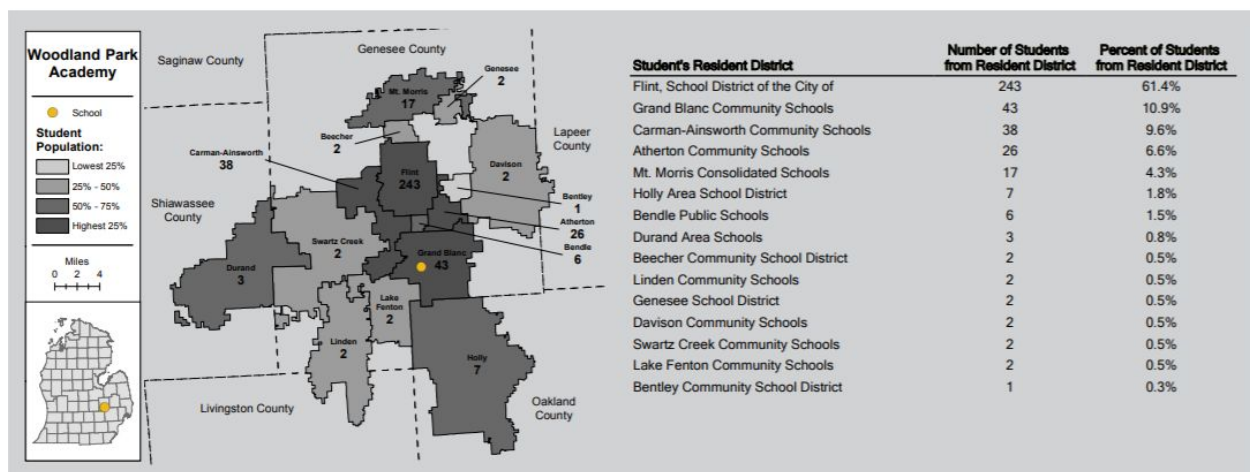 Woodland Park
Academy
School
Student
Population:
Lowest 25%
25% - 50%
50% - 75%
Highest 25%
Miles
0 2 4
Saginaw County
Genesee County
Genesee
2
Mt. Morris
17
Beecher
2
Lapeer
County
Carman-Ainsworth
38
Flint
243
Davison
2
Bentley
1
Shiawassee
County
Atherton
26
Swartz Creek
2
Bendle
6
Grand Blanc
43
Durand
3
Lake
Fenton
2
Linden
2
Holly
7
Livingston County
Oakland
County
Student's Resident District Number of Students from Resident District Percent of Students from Resident District
Flint, School District of the City of 243 61.4%
Grand Blanc Community Schools 43 10.9%
Carman-Ainsworth Community Schools 38 9.6%
Atherton Community Schools 26 6.6%
Mt. Morris Consolidated Schools 17 4.3%
Holly Area School District 7 1.8%
Bendle Public Schools 6 1.5%
Durand Area Schools 3 0.8%
Beecher Community School District 2 0.5%
Linden Community Schools 2 0.5%
Genesee School District 2 0.5%
Davison Community Schools 2 0.5%
Swartz Creek Community Schools 2 0.5%
Lake Fenton Community Schools 2 0.5%
Bentley Community School District 1 0.3%